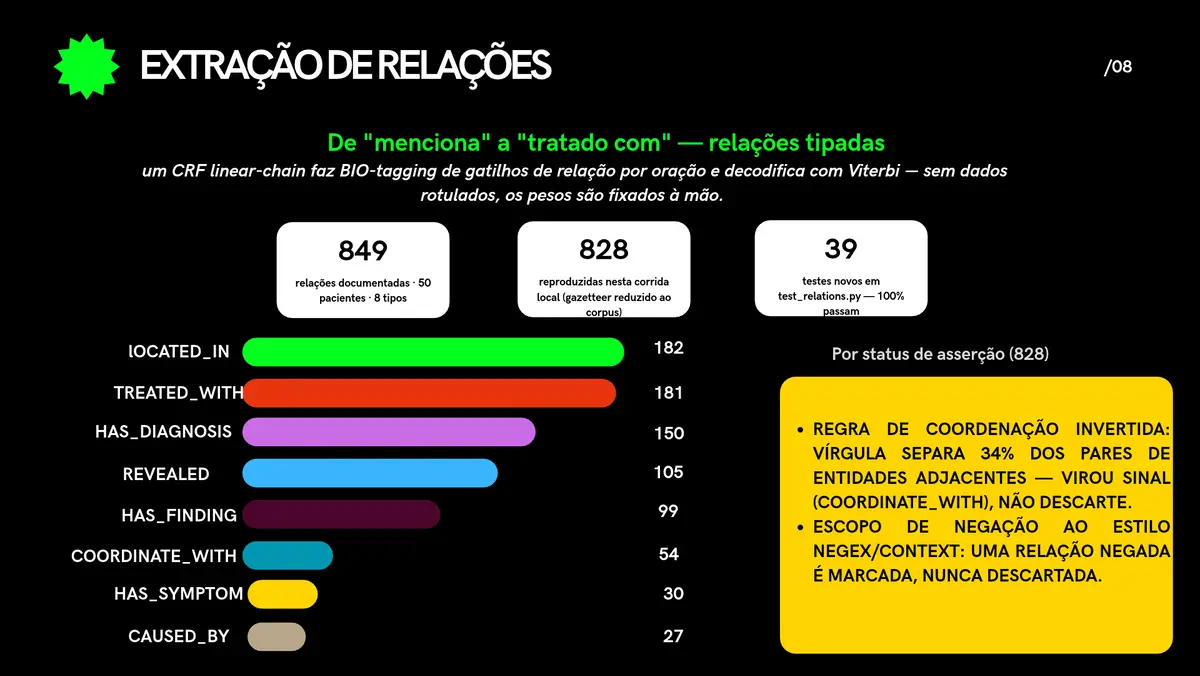 EXTRAÇÃO DE RELAÇÕES
/08
De "menciona" a "tratado com" — relações tipadas
um CRF linear-chain faz BIO-tagging de gatilhos de relação por oração e decodifica com Viterbi — sem dados
rotulados, os pesos são fixados à mão.
849
relações documentadas · 50
pacientes · 8 tipos
828
reproduzidas nesta corrida
local (gazetteer reduzido ao
corpus)
39
testes novos em
test_relations.py — 100%
passam
lOCATED_IN
182
TREATED_WITH
181
HAS_DIAGNOSIS
150
REVEALED
105
HAS_FINDING
99
COORDINATE_WITH
54
HAS_SYMPTOM
30
CAUSED_BY
27
Por status de asserção (828)
• REGRA DE COORDENAÇÃO INVERTIDA:
VÍRGULA SEPARA 34% DOS PARES DE
ENTIDADES ADJACENTES — VIROU SINAL
(COORDINATE_WITH), NÃO DESCARTE.
• ESCOPO DE NEGAÇÃO AO ESTILO
NEGEX/CONTEXT: UMA RELAÇÃO NEGADA
É MARCADA, NUNCA DESCARTADA.